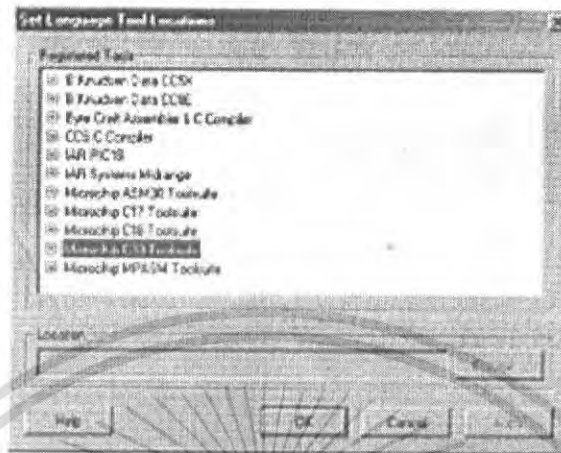 Set Language Tool Locations
Registered Tools
B Knudsen Data CC5X
B Knudsen Data CC8E
Byte Craft Assembler & C Compiler
CCS C Compiler
IAR PIC18
IAR Systems Midrange
Microchip ASM30 Toolsuite
Microchip C17 Toolsuite
Microchip C18 Toolsuite
Microchip C30 Toolsuite
Microchip MPASM Toolsuite
Location
Help
OK
Cancel